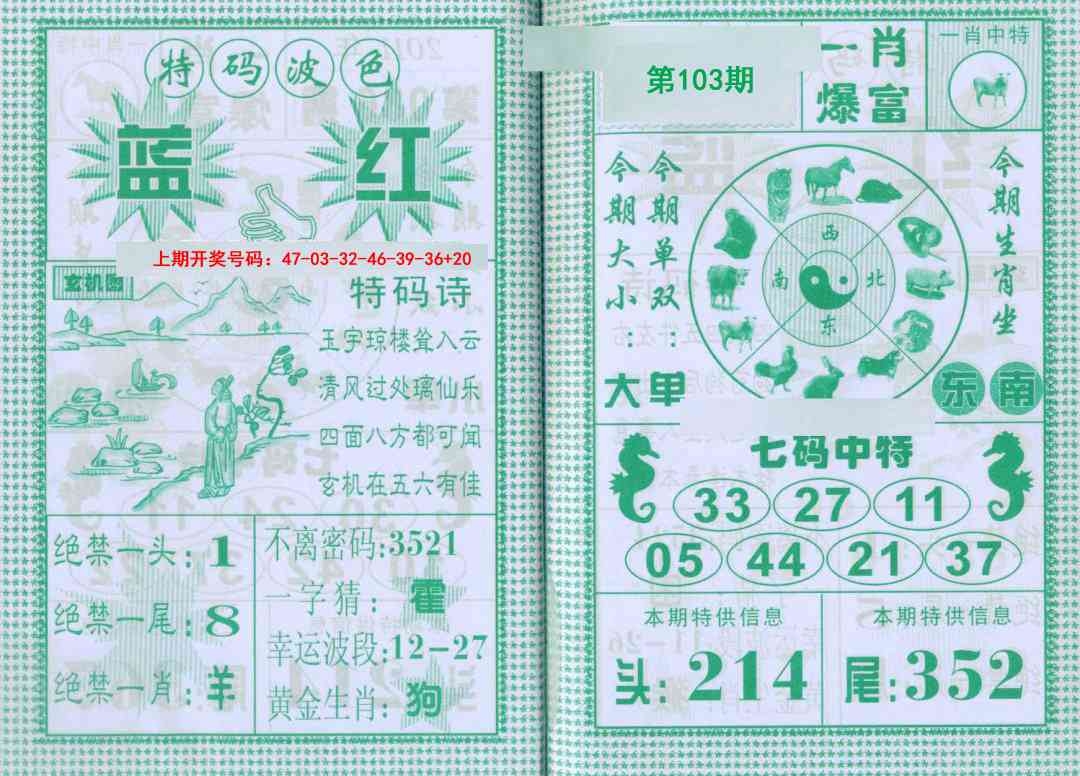 特码波色
蓝 红
上期开奖号码：47-03-32-46-39-36+20
玄机图
特码诗
玉宇琼楼耸入云
清风过处璃仙乐
四面八方都可闻
玄机在五六有佳
绝禁一头：1
绝禁一尾：8
绝禁一肖：羊
不离密码：3521
一字猜：霍
幸运波段：12-27
黄金生肖：狗
第103期
一肖
爆富
一肖中特
今期大小：大
今期单双：单
西
南 北
东
今期生肖坐
东南
七码中特
33 27 11
05 44 21 37
本期特供信息
头：214
本期特供信息
尾：352